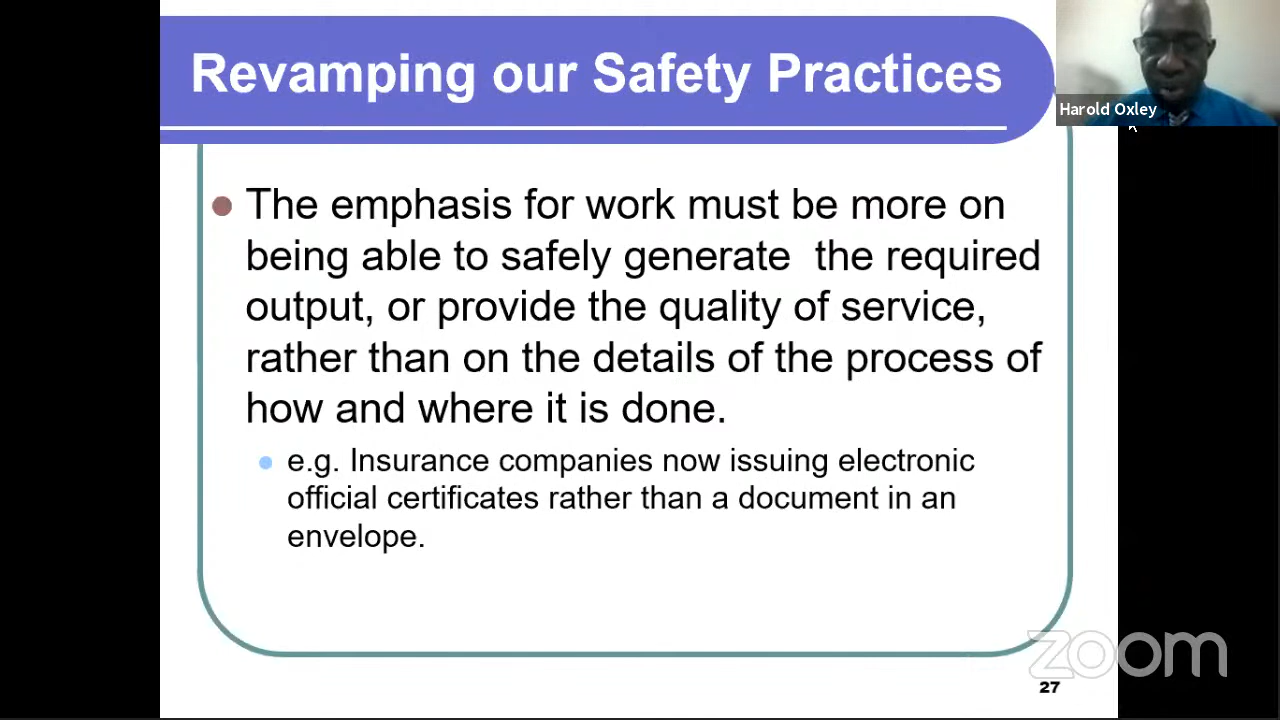 Revamping our Safety Practices
Harold Oxley
The emphasis for work must be more on
being able to safely generate  the required
output, or provide the quality of service,
rather than on the details of the process of
how and where it is done.
e.g. Insurance companies now issuing electronic
official certificates rather than a document in an
envelope.
zoom
27